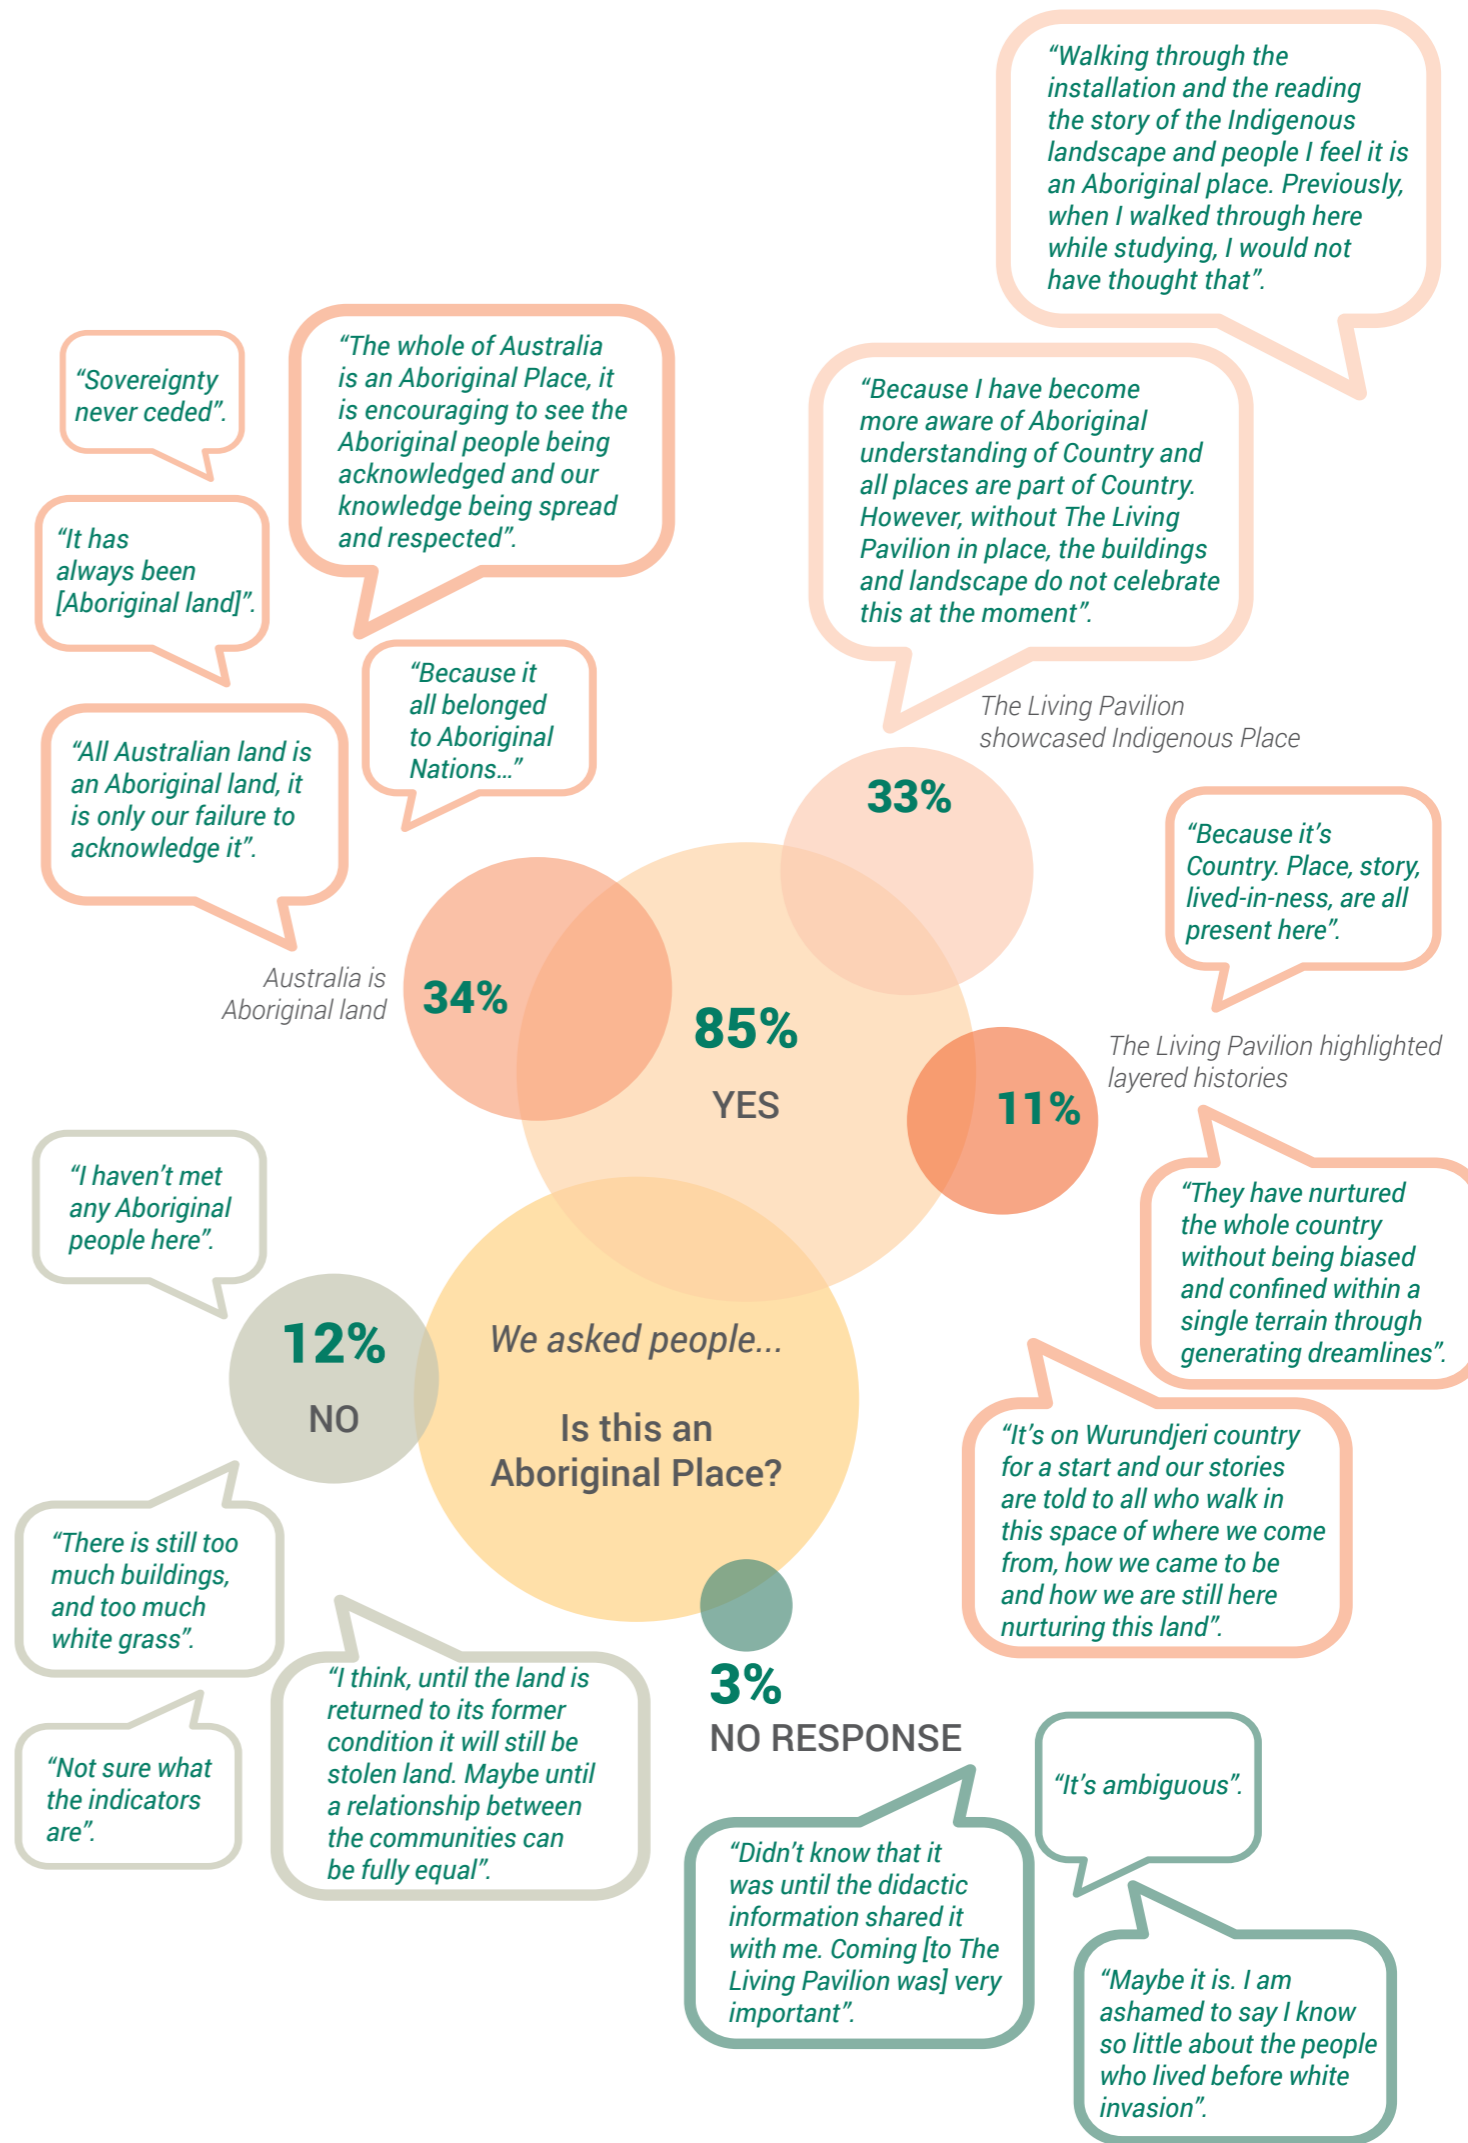 “Walking through the
installation and the reading
the story of the Indigenous
landscape and people I feel it is
an Aboriginal place. Previously,
when I walked through here
while studying, I would not
have thought that”.
“Sovereignty
never ceded”.
“The whole of Australia
is an Aboriginal Place, it
is encouraging to see the
Aboriginal people being
acknowledged and our
knowledge being spread
and respected”.
“Because I have become
more aware of Aboriginal
understanding of Country and
all places are part of Country.
However, without The Living
Pavilion in place, the buildings
and landscape do not celebrate
this at the moment”.
“It has
always been
[Aboriginal land]”.
“Because it
all belonged
to Aboriginal
Nations…”
“All Australian land is
an Aboriginal land, it
is only our failure to
acknowledge it”.
The Living Pavilion
showcased Indigenous Place
33%
“Because it’s
Country. Place, story,
lived-in-ness, are all
present here”.
Australia is
Aboriginal land
34%
85%
YES
The Living Pavilion highlighted
layered histories
11%
“I haven’t met
any Aboriginal
people here”.
“They have nurtured
the whole country
without being biased
and confined within a
single terrain through
generating dreamlines”.
12%
NO
We asked people...
Is this an
Aboriginal Place?
“It’s on Wurundjeri country
for a start and our stories
are told to all who walk in
this space of where we come
from, how we came to be
and how we are still here
nurturing this land”.
“There is still too
much buildings,
and too much
white grass”.
“I think, until the land is
returned to its former
condition it will still be
stolen land. Maybe until
a relationship between
the communities can
be fully equal”.
3%
NO RESPONSE
“Not sure what
the indicators
are”.
“It’s ambiguous”.
“Didn’t know that it
was until the didactic
information shared it
with me. Coming [to The
Living Pavilion was] very
important”.
“Maybe it is. I am
ashamed to say I know
so little about the people
who lived before white
invasion”.